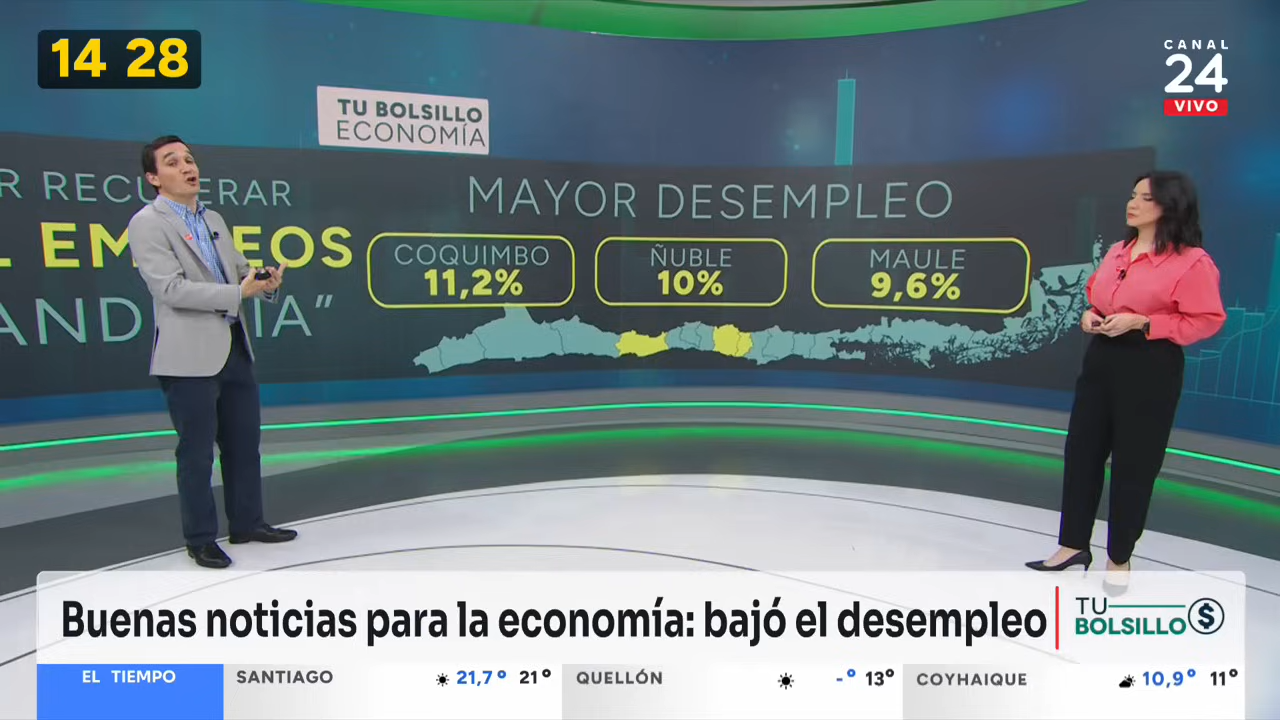 14 28
CANAL
24
VIVO
TU BOLSILLO
ECONOMÍA
MAYOR DESEMPLEO
COQUIMBO
11,2%
ÑUBLE
10%
MAULE
9,6%
Buenas noticias para la economía: bajó el desempleo
TU
BOLSILLO
$
EL TIEMPO
SANTIAGO 21,7° 21°
QUELLÓN -° 13°
COYHAIQUE 10,9° 11°